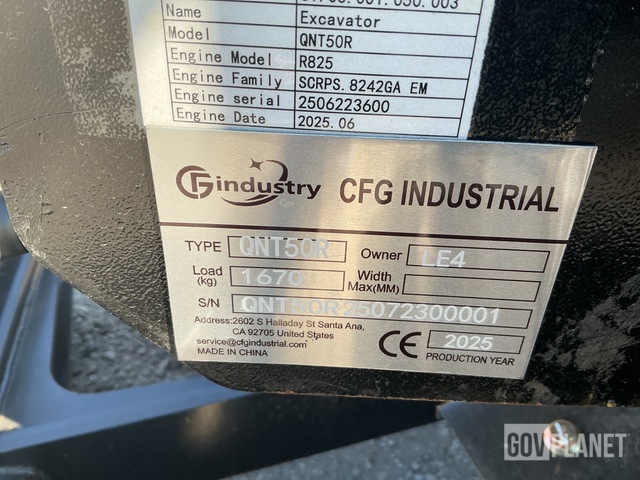 Name Excavator
Model QNT50R
Engine Model R825
Engine Family SCRPS.8242GA EM
Engine serial 2506223600
Engine Date 2025.06
CFG industry CFG INDUSTRIAL
TYPE QNT50R Owner LE4
Load (kg) 1670 Width Max(MM)
S/N QNT50R25072300001
Address:2602 S Halladay St Santa Ana,
CA 92705 United States
service@cfgindustrial.com
MADE IN CHINA
CE 2025
PRODUCTION YEAR
GOVPLANET